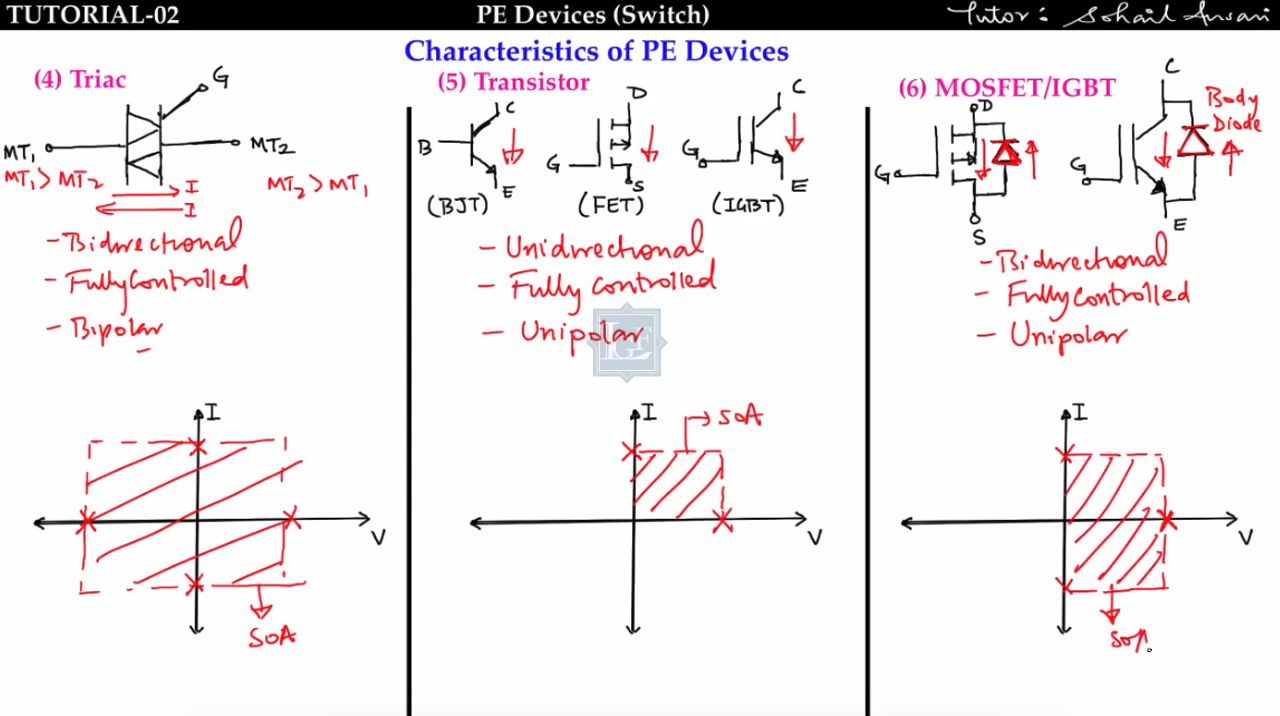 TUTORIAL-02
PE Devices (Switch)
Tutor: Sohail Ansari
Characteristics of PE Devices
(4) Triac
G
MT1
MT2
MT1 > MT2
MT2 > MT1
I
I
- Bidirectional
- Fully Controlled
- Bipolar
I
V
SOA
(5) Transistor
C
B
E
(BJT)
D
G
S
(FET)
C
G
E
(IGBT)
- Unidirectional
- Fully Controlled
- Unipolar
I
SOA
V
(6) MOSFET/IGBT
D
G
S
C
Body
Diode
G
E
- Bidirectional
- Fully Controlled
- Unipolar
I
V
SOA